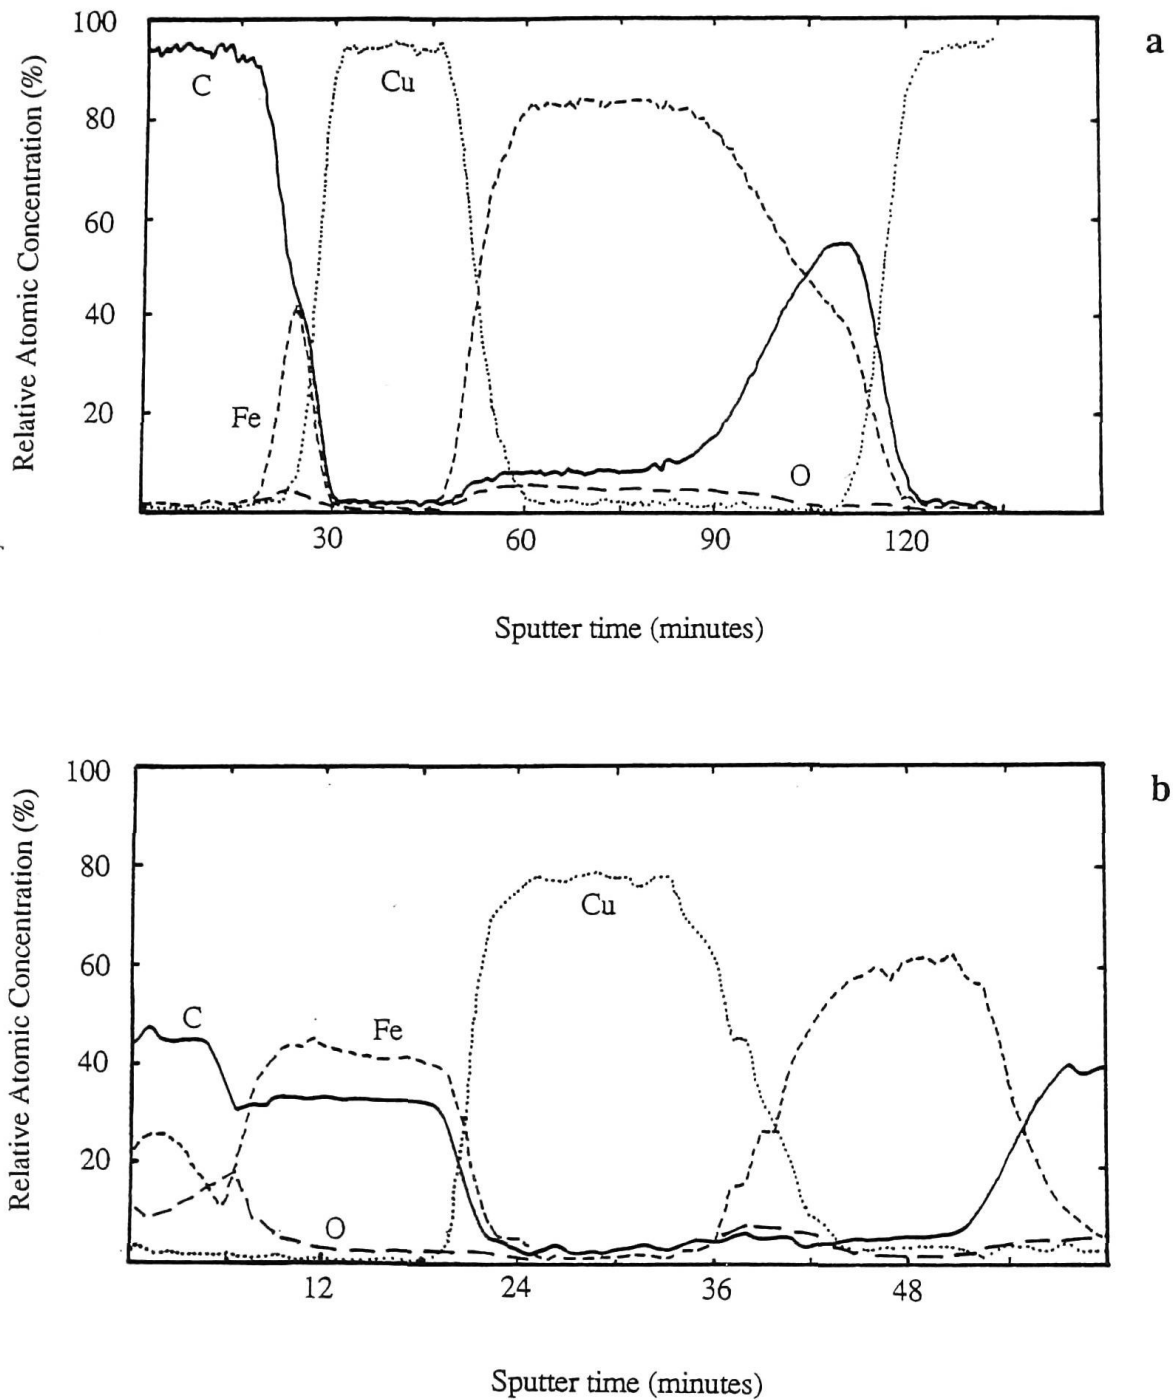 a
100
80
60
40
20
Relative Atomic Concentration (%)
C
Cu
Fe
O
30
60
90
120
Sputter time (minutes)
b
100
80
60
40
20
Relative Atomic Concentration (%)
C
Fe
Cu
O
12
24
36
48
Sputter time (minutes)